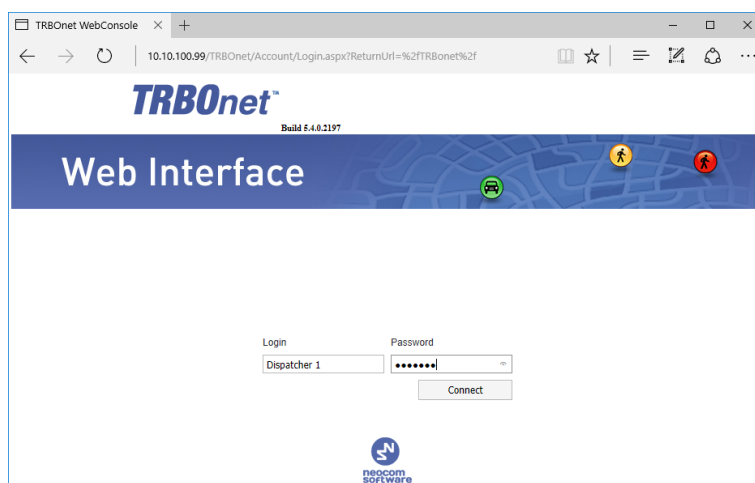 TRBOnet WebConsole
10.10.100.99/TRBOnet/Account/Login.aspx?ReturnUrl=%2fTRBonet%2f
TRBOnet™
Build 5.4.0.2197
Web Interface
Login Password
Dispatcher 1 •••••••
Connect
neocom
software